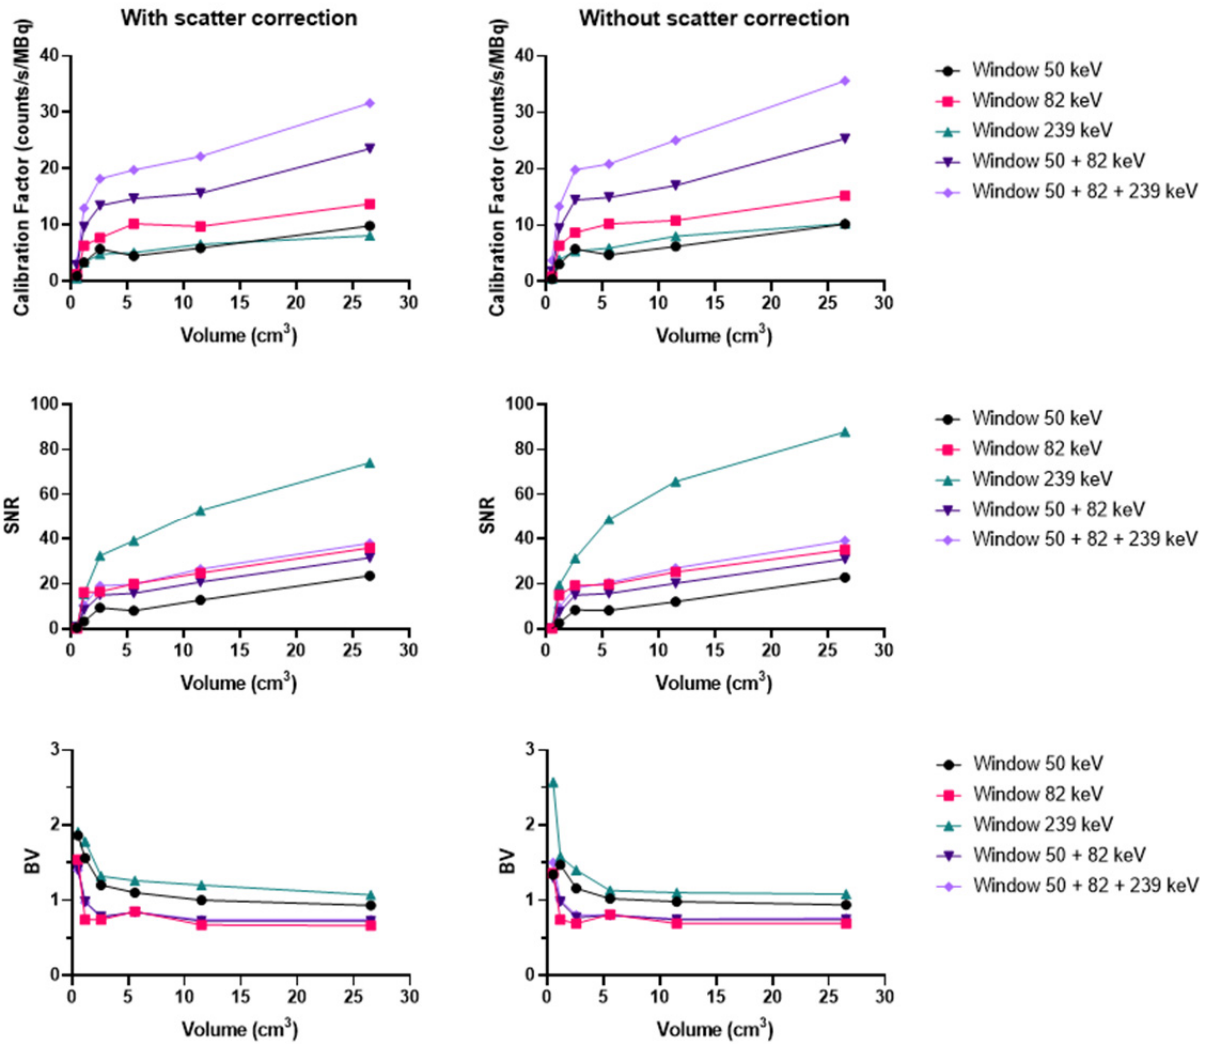 With scatter correction
Without scatter correction
Calibration Factor (counts/s/MBq)
40
30
20
10
0
0 5 10 15 20 25 30
Volume (cm³)
Calibration Factor (counts/s/MBq)
40
30
20
10
0
0 5 10 15 20 25 30
Volume (cm³)
Window 50 keV
Window 82 keV
Window 239 keV
Window 50 + 82 keV
Window 50 + 82 + 239 keV
SNR
100
80
60
40
20
0
0 5 10 15 20 25 30
Volume (cm³)
SNR
100
80
60
40
20
0
0 5 10 15 20 25 30
Volume (cm³)
Window 50 keV
Window 82 keV
Window 239 keV
Window 50 + 82 keV
Window 50 + 82 + 239 keV
BV
3
2
1
0
0 5 10 15 20 25 30
Volume (cm³)
BV
3
2
1
0
0 5 10 15 20 25 30
Volume (cm³)
Window 50 keV
Window 82 keV
Window 239 keV
Window 50 + 82 keV
Window 50 + 82 + 239 keV